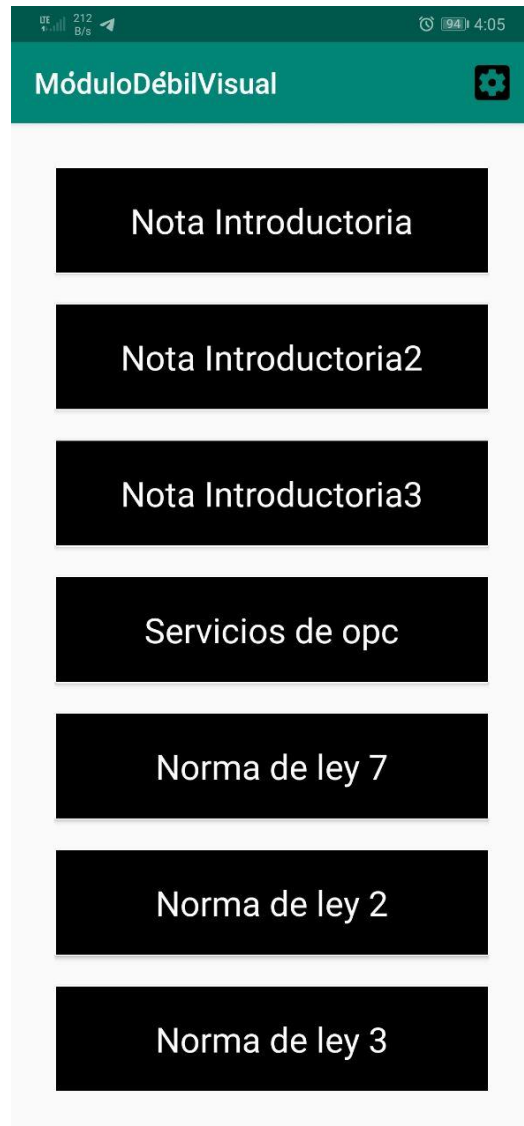 LTE 212 B/s 94 4:05
MóduloDébilVisual
Nota Introductoria
Nota Introductoria2
Nota Introductoria3
Servicios de opc
Norma de ley 7
Norma de ley 2
Norma de ley 3